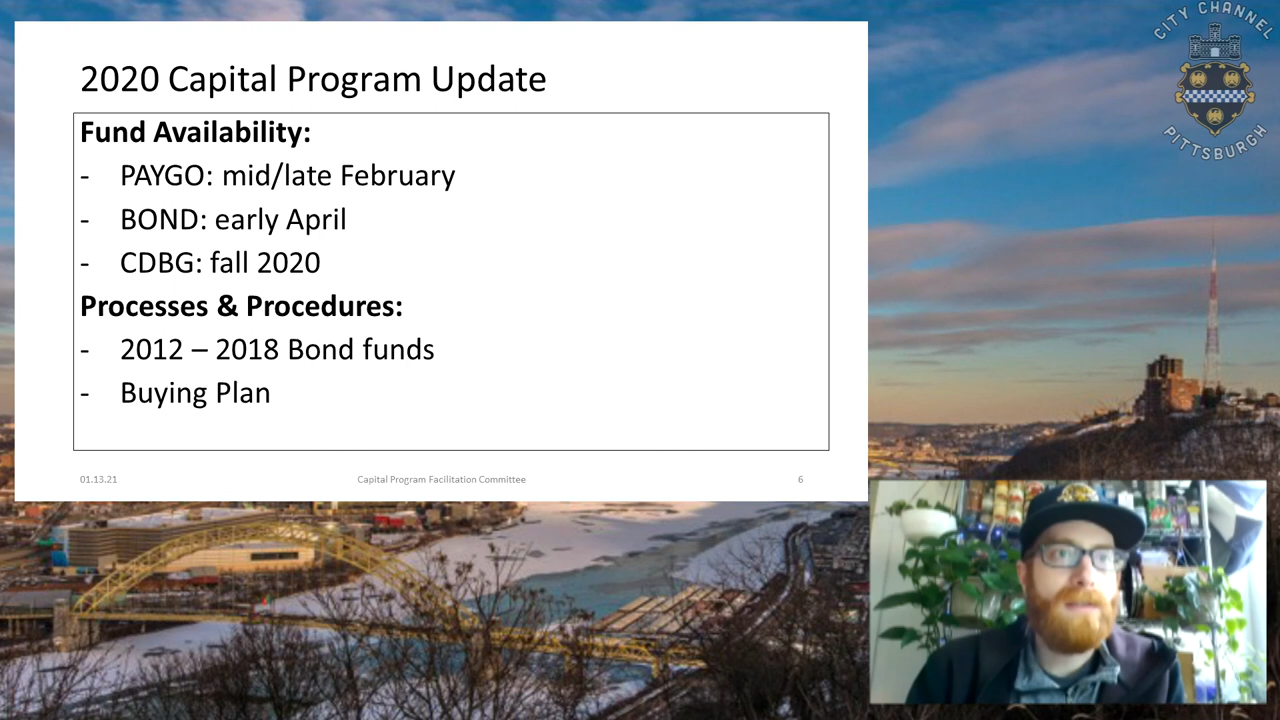 2020 Capital Program Update
Fund Availability:
- PAYGO: mid/late February
- BOND: early April
- CDBG: fall 2020
Processes & Procedures:
- 2012 – 2018 Bond funds
- Buying Plan
01.13.21
Capital Program Facilitation Committee
6
CITY CHANNEL
PITTSBURGH